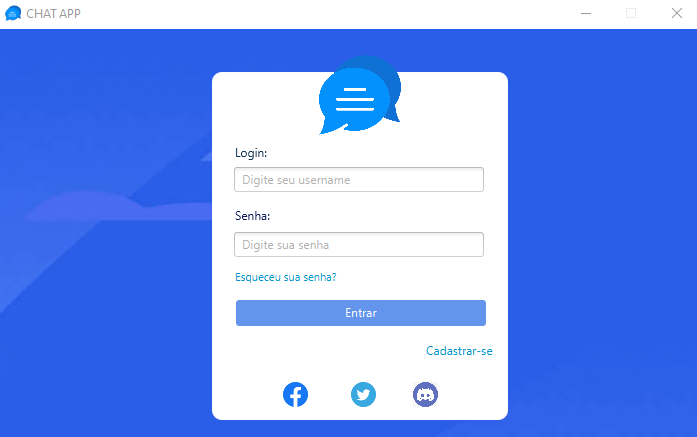 CHAT APP
Login:
Digite seu username
Senha:
Digite sua senha
Esqueceu sua senha?
Entrar
Cadastrar-se